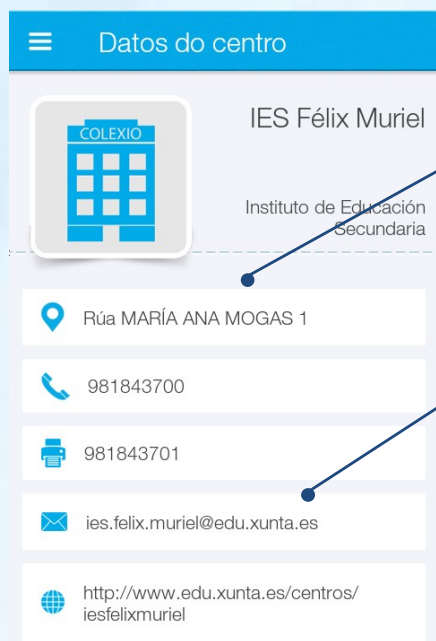 Datos do centro
COLEXIO
IES Félix Muriel
Instituto de Educación
Secundaria
Rúa MARÍA ANA MOGAS 1
981843700
981843701
ies.felix.muriel@edu.xunta.es
http://www.edu.xunta.es/centros/
iesfelixmuriel